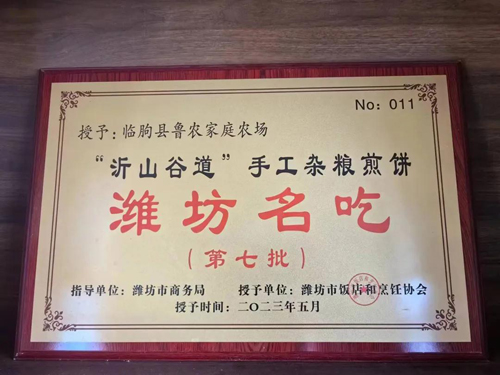 No: 011
授予：临朐县鲁农家庭农场
“沂山谷道”手工杂粮煎饼
潍坊名吃
（第七批）
指导单位：潍坊市商务局 授予单位：潍坊市饭店和烹饪协会
授予时间：二〇二三年五月